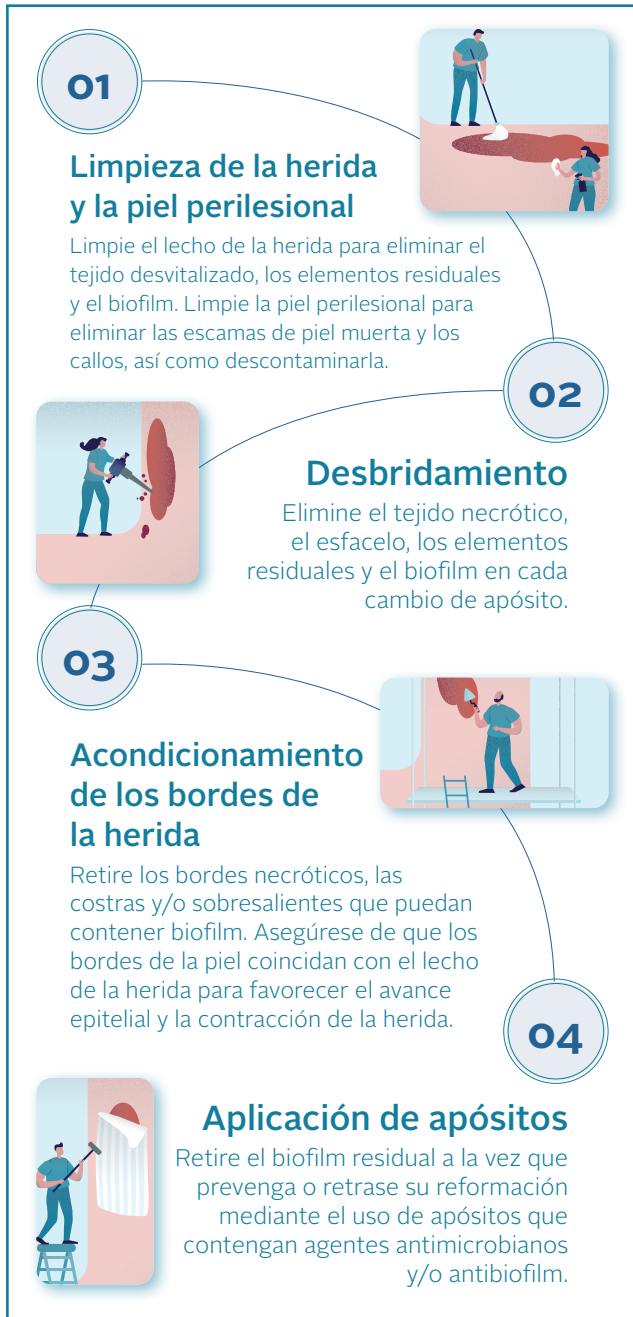 01
Limpieza de la herida
y la piel perilesional
Limpie el lecho de la herida para eliminar el
tejido desvitalizado, los elementos residuales
y el biofilm. Limpie la piel perilesional para
eliminar las escamas de piel muerta y los
callos, así como descontaminarla.
02
Desbridamiento
Elimine el tejido necrótico,
el esfacelo, los elementos
residuales y el biofilm en cada
cambio de apósito.
03
Acondicionamiento
de los bordes de
la herida
Retire los bordes necróticos, las
costras y/o sobresalientes que puedan
contener biofilm. Asegúrese de que los
bordes de la piel coincidan con el lecho
de la herida para favorecer el avance
epitelial y la contracción de la herida.
04
Aplicación de apósitos
Retire el biofilm residual a la vez que
prevenga o retrase su reformación
mediante el uso de apósitos que
contengan agentes antimicrobianos
y/o antibiofilm.